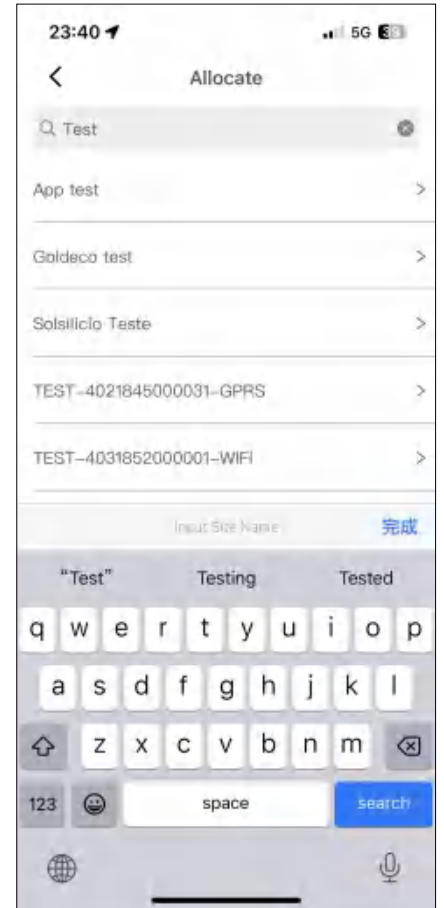 23:40 5G
Allocate
Test
App test
Goldeco test
Solsilicio Teste
TEST-4021845000031-GPRS
TEST-4031852000001-WIFI
Input Size Name 完成
"Test" Testing Tested
q w e r t y u i o p
a s d f g h j k l
z x c v b n m
123 space search